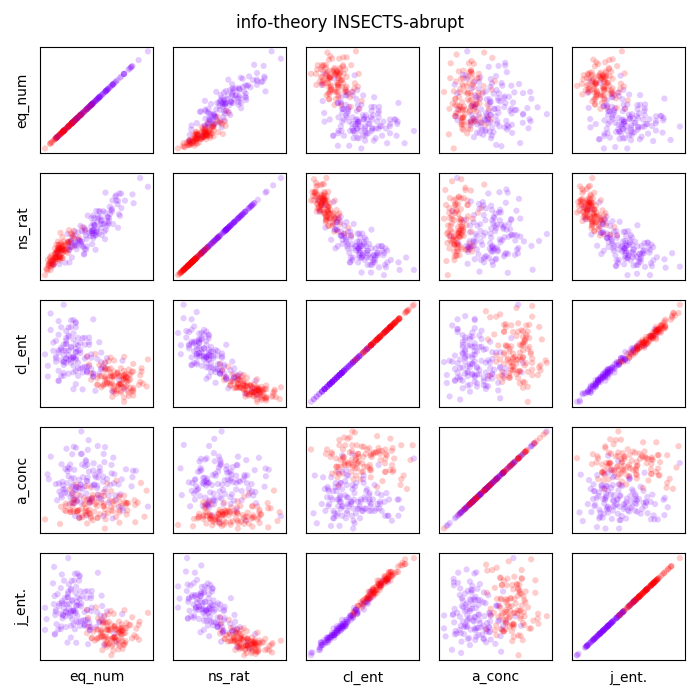 info-theory INSECTS-abrupt
eq_num
ns_rat
cl_ent
a_conc
j_ent.
eq_num
ns_rat
cl_ent
a_conc
j_ent.